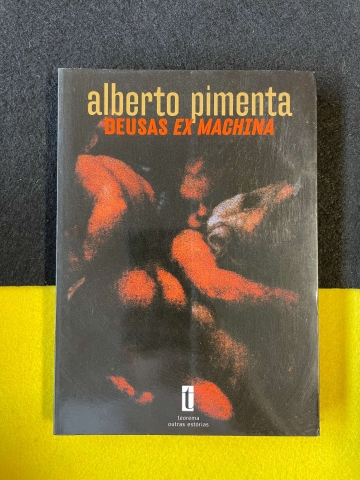 alberto pimenta
DEUSAS EX MACHINA
t
teorema
outras estórias